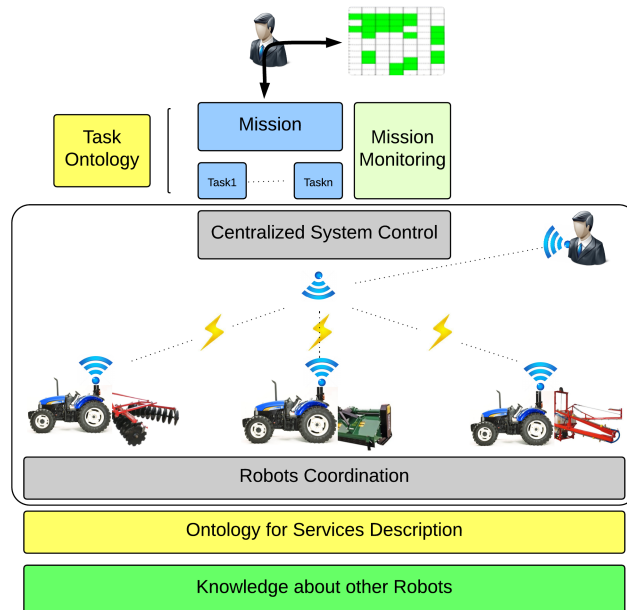 Task
Ontology
Mission
Mission
Monitoring
Task1
Taskn
Centralized System Control
Robots Coordination
Ontology for Services Description
Knowledge about other Robots